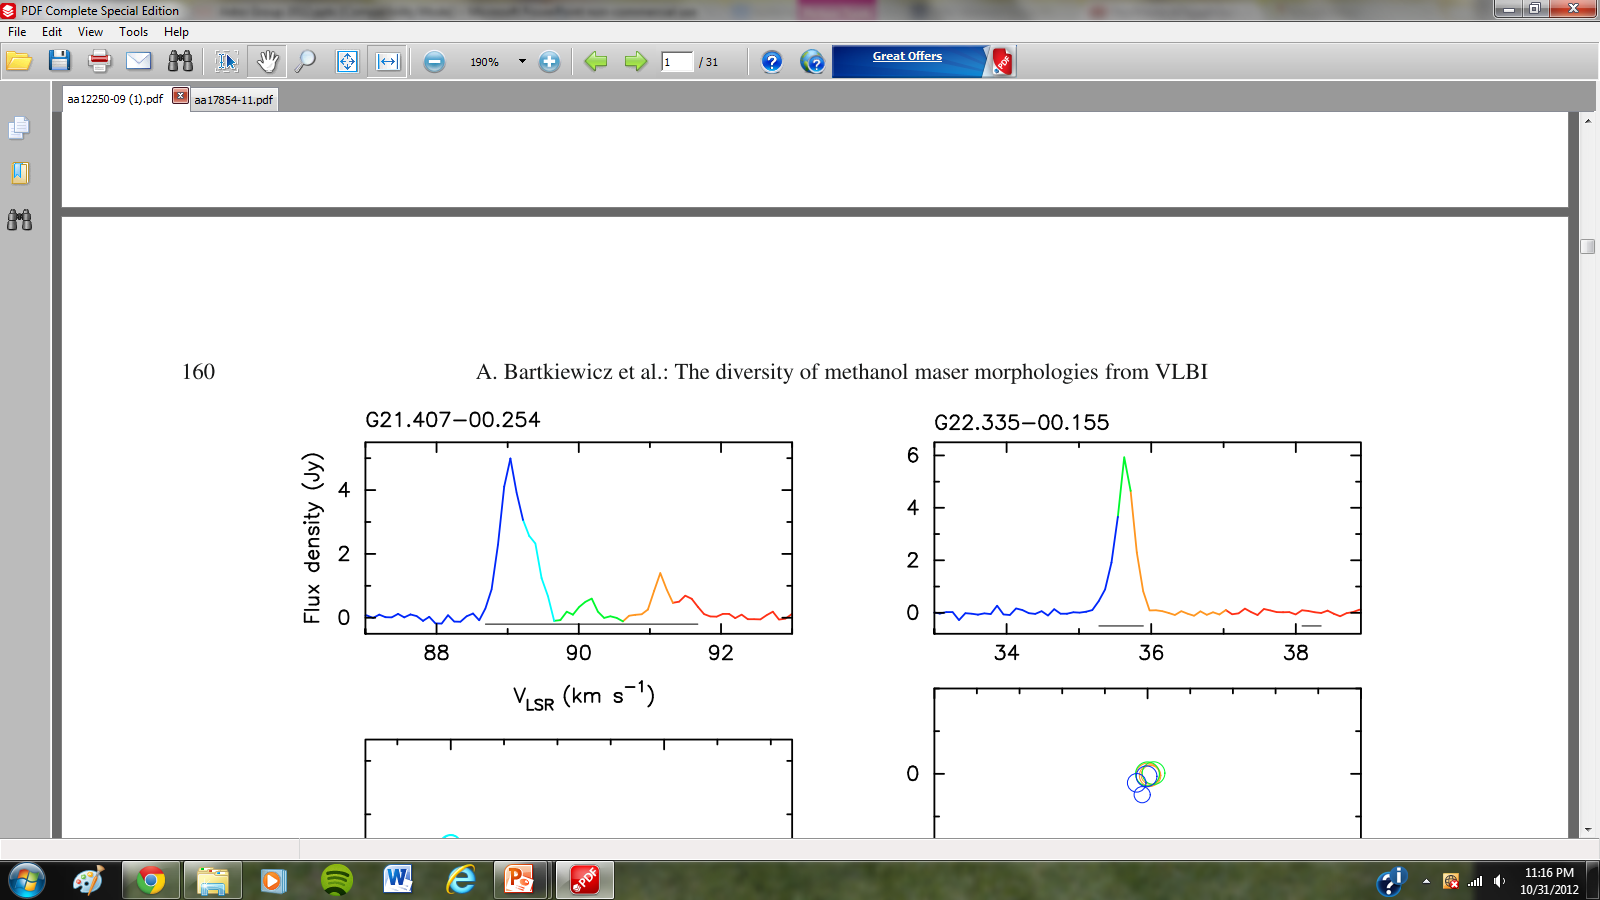 PDF Complete Special Edition
File Edit View Tools Help
190% 1 / 31 Great Offers
aa12250-09 (1).pdf aa17854-11.pdf
160 A. Bartkiewicz et al.: The diversity of methanol maser morphologies from VLBI
G21.407−00.254
Flux density (Jy)
4
2
0
88 90 92
V_LSR (km s⁻¹)
G22.335−00.155
6
4
2
0
34 36 38
0
11:16 PM
10/31/2012